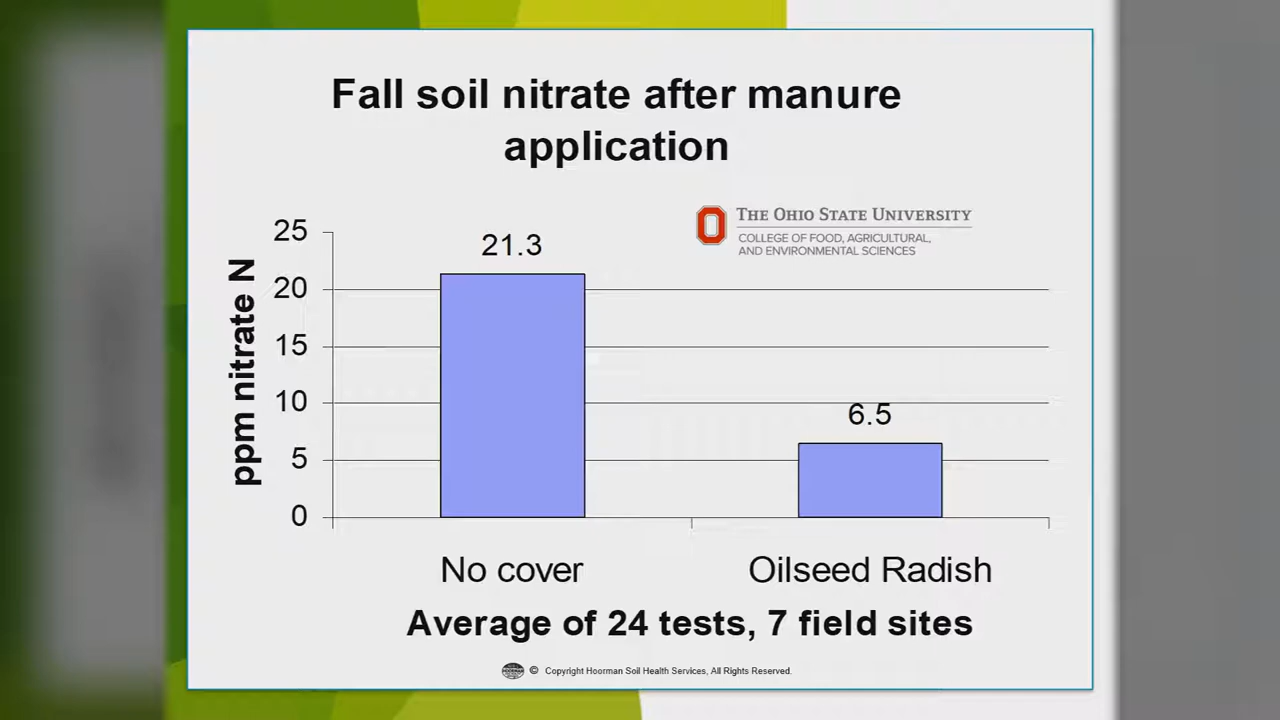 Fall soil nitrate after manure
application
THE OHIO STATE UNIVERSITY
COLLEGE OF FOOD, AGRICULTURAL,
AND ENVIRONMENTAL SCIENCES
ppm nitrate N
25
20
15
10
5
0
21.3
6.5
No cover
Oilseed Radish
Average of 24 tests, 7 field sites
© Copyright Hoorman Soil Health Services, All Rights Reserved.